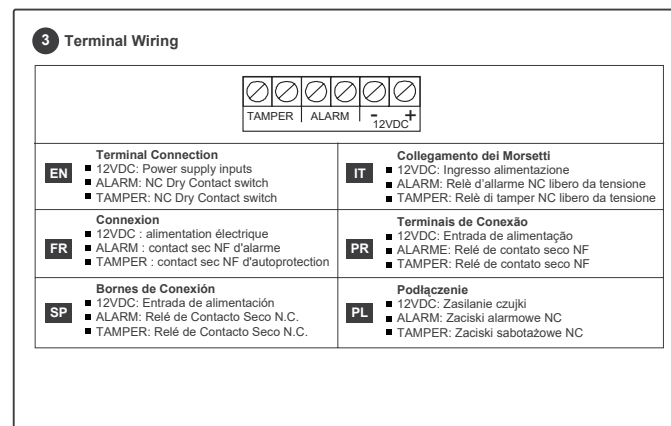 3 Terminal Wiring
TAMPER ALARM - 12VDC +
EN
Terminal Connection
■ 12VDC: Power supply inputs
■ ALARM: NC Dry Contact switch
■ TAMPER: NC Dry Contact switch
IT
Collegamento dei Morsetti
■ 12VDC: Ingresso alimentazione
■ ALARM: Relè d'allarme NC libero da tensione
■ TAMPER: Relè di tamper NC libero da tensione
FR
Connexion
■ 12VDC : alimentation électrique
■ ALARM : contact sec NF d'alarme
■ TAMPER : contact sec NF d'autoprotection
PR
Terminais de Conexão
■ 12VDC: Entrada de alimentação
■ ALARME: Relé de contato seco NF
■ TAMPER: Relé de contato seco NF
SP
Bornes de Conexión
■ 12VDC: Entrada de alimentación
■ ALARM: Relé de Contacto Seco N.C.
■ TAMPER: Relé de Contacto Seco N.C.
PL
Podłączenie
■ 12VDC: Zasilanie czujki
■ ALARM: Zaciski alarmowe NC
■ TAMPER: Zaciski sabotażowe NC